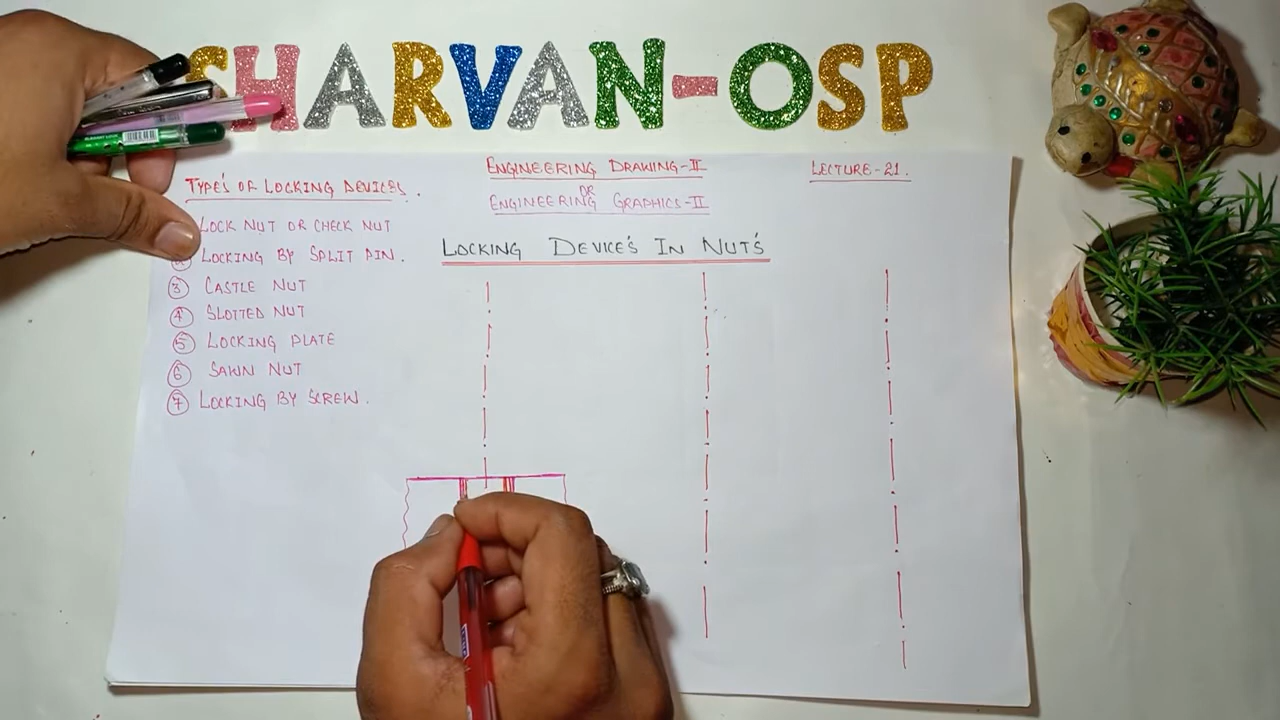 SHARVAN-OSP
ENGINEERING DRAWING-II
OR
ENGINEERING GRAPHICS-II
LECTURE-21.
LOCKING DEVICE'S IN NUT'S
TYPE'S OF LOCKING DEVICES.
LOCK NUT OR CHECK NUT
2 LOCKING BY SPLIT PIN.
3 CASTLE NUT
4 SLOTTED NUT
5 LOCKING PLATE
6 SAWN NUT
7 LOCKING BY SCREW.